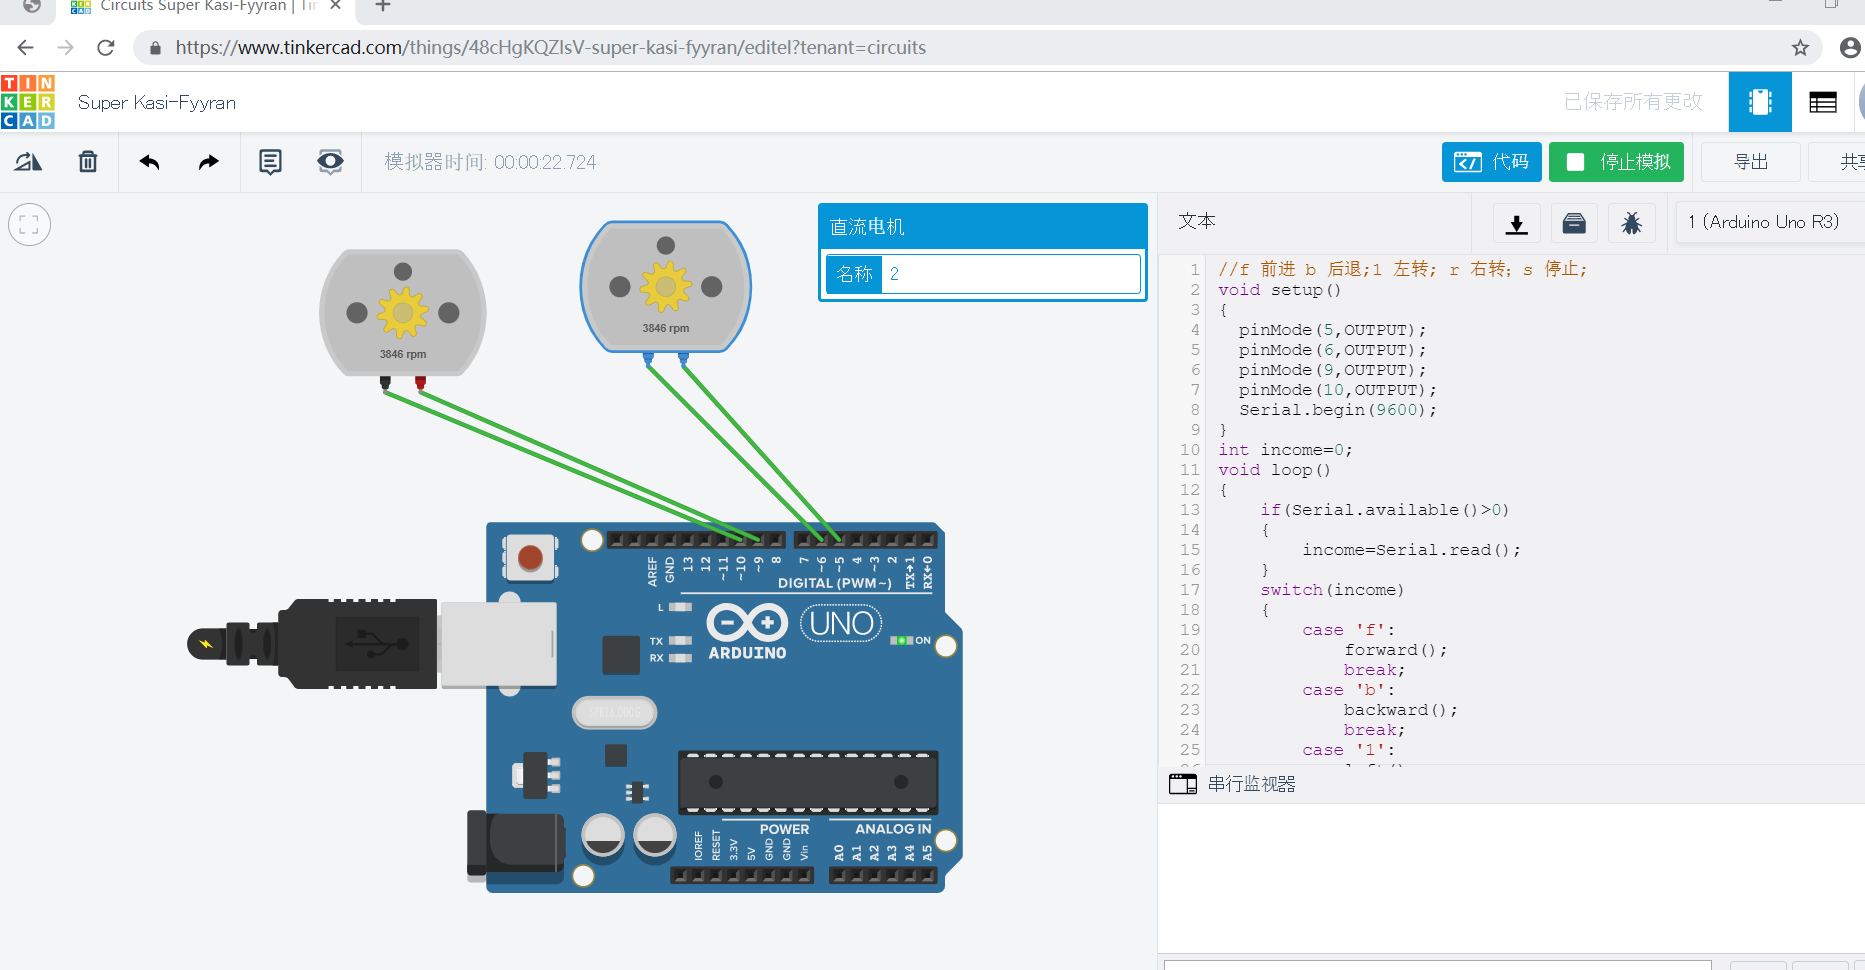 Circuits Super Kasi-Fyyran | Tin
https://www.tinkercad.com/things/48cHgKQZIsV-super-kasi-fyyran/editel?tenant=circuits
TIN
KER
CAD
Super Kasi-Fyyran
已保存所有更改
模拟器时间: 00:00:22.724
代码
停止模拟
导出
共享
直流电机
名称 2
3846 rpm
3846 rpm
AREF GND 13 12 ~11 ~10 ~9 8 7 ~6 ~5 4 ~3 2 TX→1 RX←0
DIGITAL (PWM~)
L
TX
RX
ARDUINO
UNO
ON
POWER
ANALOG IN
IOREF RESET 3.3V 5V GND GND Vin A0 A1 A2 A3 A4 A5
文本
1 (Arduino Uno R3)
1 //f 前进 b 后退;1 左转; r 右转; s 停止;
2 void setup()
3 {
4 pinMode(5,OUTPUT);
5 pinMode(6,OUTPUT);
6 pinMode(9,OUTPUT);
7 pinMode(10,OUTPUT);
8 Serial.begin(9600);
9 }
10 int income=0;
11 void loop()
12 {
13 if(Serial.available()>0)
14 {
15 income=Serial.read();
16 }
17 switch(income)
18 {
19 case 'f':
20 forward();
21 break;
22 case 'b':
23 backward();
24 break;
25 case '1':
串行监视器